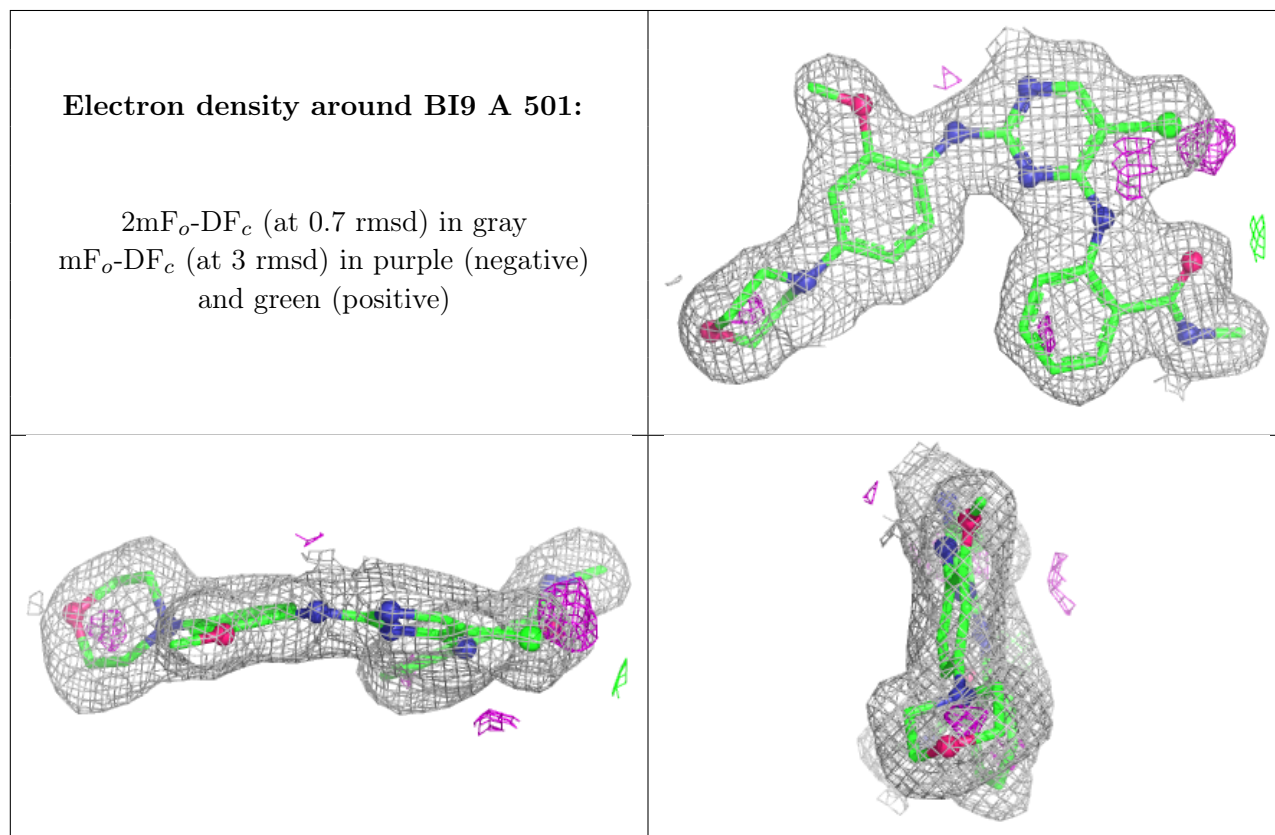 Electron density around BI9 A 501:
2mFo-DFc (at 0.7 rmsd) in gray
mFo-DFc (at 3 rmsd) in purple (negative)
and green (positive)